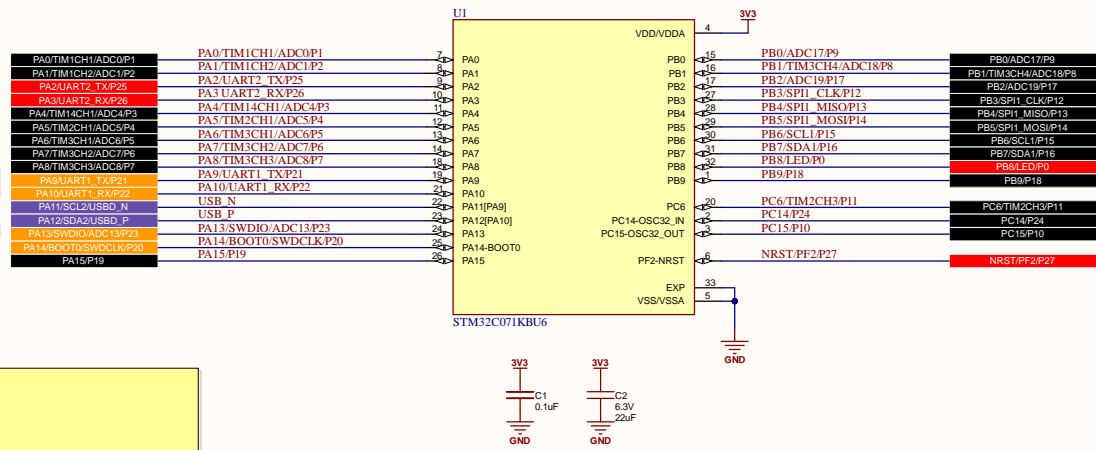 U1
3V3
VDD/VDDA 4
PA0/TIM1CH1/ADC0/P1 PA0/TIM1CH1/ADC0/P1 7 PA0 PB0 15 PB0/ADC17/P9 PB0/ADC17/P9
PA1/TIM1CH2/ADC1/P2 PA1/TIM1CH2/ADC1/P2 8 PA1 PB1 16 PB1/TIM3CH4/ADC18/P8 PB1/TIM3CH4/ADC18/P8
PA2/UART2_TX/P25 PA2/UART2_TX/P25 9 PA2 PB2 17 PB2/ADC19/P17 PB2/ADC19/P17
PA3/UART2_RX/P26 PA3 UART2_RX/P26 10 PA3 PB3 27 PB3/SPI1_CLK/P12 PB3/SPI1_CLK/P12
PA4/TIM14CH1/ADC4/P3 PA4/TIM14CH1/ADC4/P3 11 PA4 PB4 28 PB4/SPI1_MISO/P13 PB4/SPI1_MISO/P13
PA5/TIM2CH1/ADC5/P4 PA5/TIM2CH1/ADC5/P4 12 PA5 PB5 29 PB5/SPI1_MOSI/P14 PB5/SPI1_MOSI/P14
PA6/TIM3CH1/ADC6/P5 PA6/TIM3CH1/ADC6/P5 13 PA6 PB6 30 PB6/SCL1/P15 PB6/SCL1/P15
PA7/TIM3CH2/ADC7/P6 PA7/TIM3CH2/ADC7/P6 14 PA7 PB7 31 PB7/SDA1/P16 PB7/SDA1/P16
PA8/TIM3CH3/ADC8/P7 PA8/TIM3CH3/ADC8/P7 18 PA8 PB8 32 PB8/LED/P0 PB8/LED/P0
PA9/UART1_TX/P21 PA9/UART1_TX/P21 19 PA9 PB9 1 PB9/P18 PB9/P18
PA10/UART1_RX/P22 PA10/UART1_RX/P22 21 PA10
PA11/SCL2/USBD_N USB_N 22 PA11[PA9] PC6 20 PC6/TIM2CH3/P11 PC6/TIM2CH3/P11
PA12/SDA2/USBD_P USB_P 23 PA12[PA10] PC14-OSC32_IN 2 PC14/P24 PC14/P24
PA13/SWDIO/ADC13/P23 PA13/SWDIO/ADC13/P23 24 PA13 PC15-OSC32_OUT 3 PC15/P10 PC15/P10
PA14/BOOT0/SWDCLK/P20 PA14/BOOT0/SWDCLK/P20 25 PA14-BOOT0
PA15/P19 PA15/P19 26 PA15 PF2-NRST 6 NRST/PF2/P27 NRST/PF2/P27
EXP 33
VSS/VSSA 5
STM32C071KBU6
GND
3V3 3V3
C1 C2
0.1uF 6.3V
22uF
GND GND